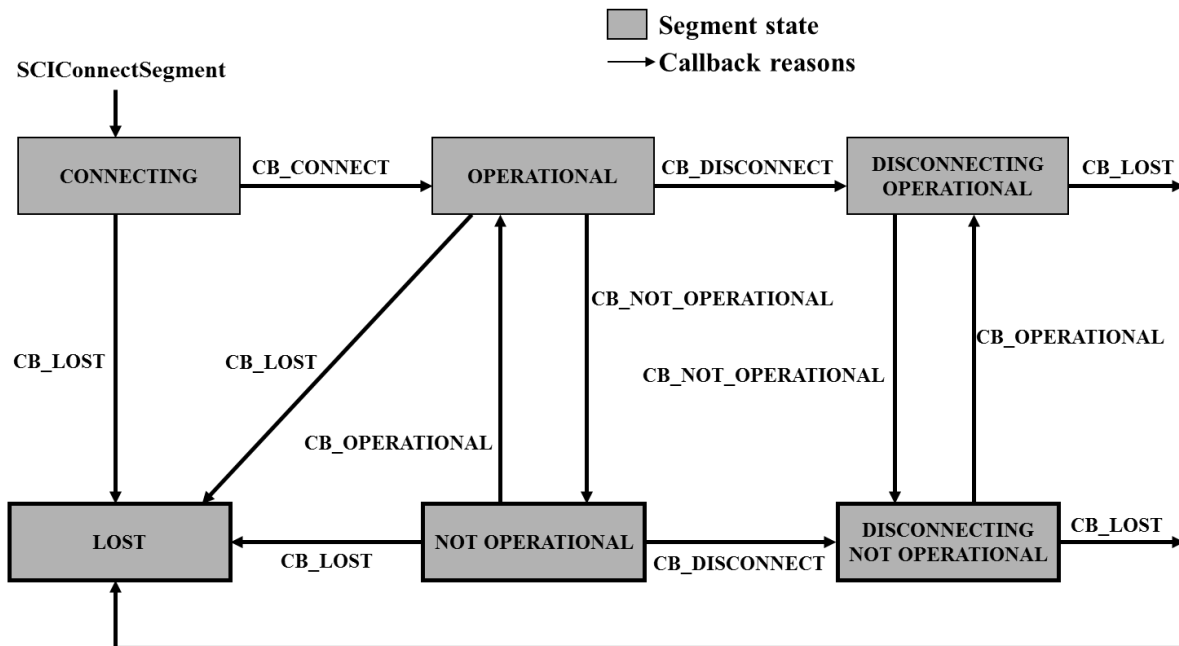 Segment state
Callback reasons
SCIConnectSegment
CONNECTING
CB_CONNECT
OPERATIONAL
CB_DISCONNECT
DISCONNECTING
OPERATIONAL
CB_LOST
CB_NOT_OPERATIONAL
CB_OPERATIONAL
CB_LOST
CB_LOST
CB_NOT_OPERATIONAL
CB_OPERATIONAL
LOST
CB_LOST
NOT OPERATIONAL
CB_DISCONNECT
DISCONNECTING
NOT OPERATIONAL
CB_LOST